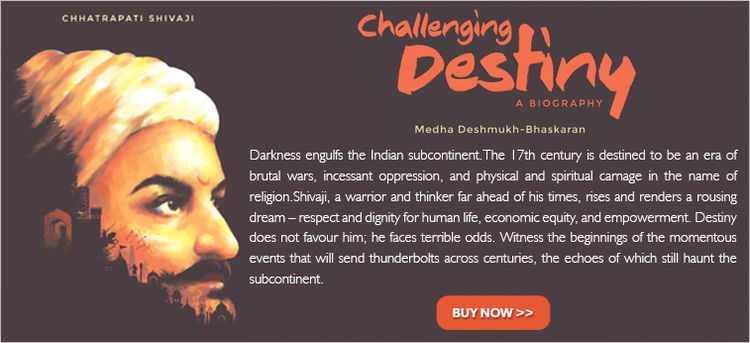 CHHATRAPATI SHIVAJI
Challenging
Destiny
A BIOGRAPHY
Medha Deshmukh-Bhaskaran
Darkness engulfs the Indian subcontinent.The 17th century is destined to be an era of
brutal wars, incessant oppression, and physical and spiritual carnage in the name of
religion.Shivaji, a warrior and thinker far ahead of his times, rises and renders a rousing
dream – respect and dignity for human life, economic equity, and empowerment. Destiny
does not favour him; he faces terrible odds. Witness the beginnings of the momentous
events that will send thunderbolts across centuries, the echoes of which still haunt the
subcontinent.
BUY NOW >>